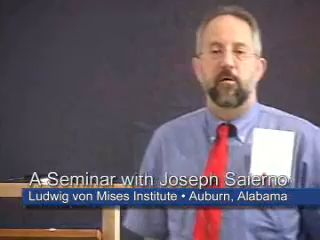 A Seminar with Joseph Salerno
Ludwig von Mises Institute • Auburn, Alabama